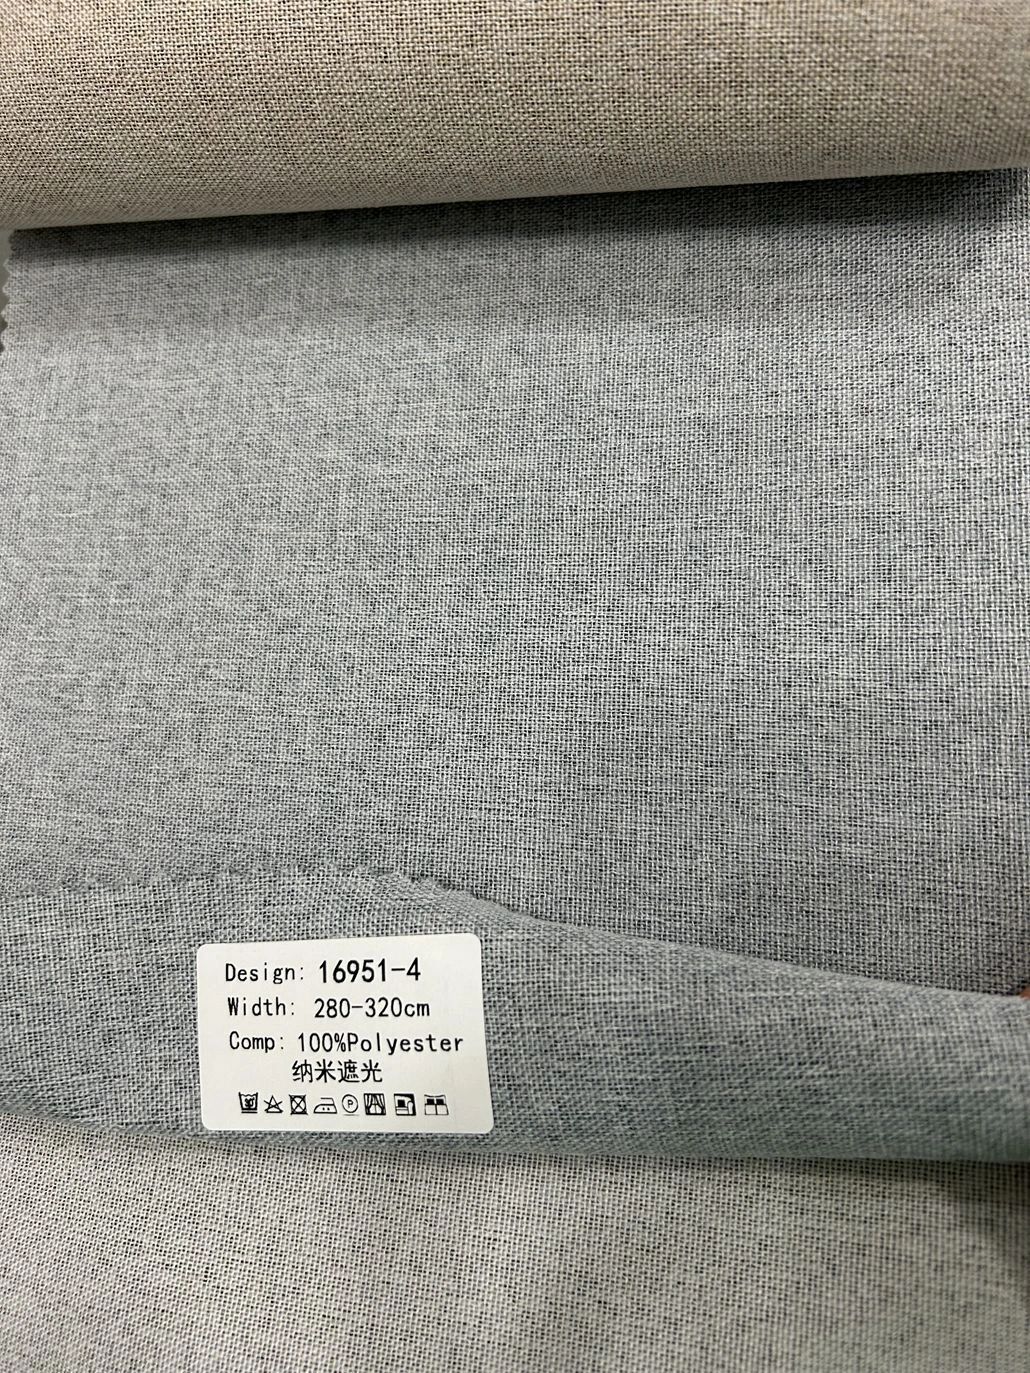 Design: 16951-4
Width: 280-320cm
Comp: 100%Polyester
纳米遮光